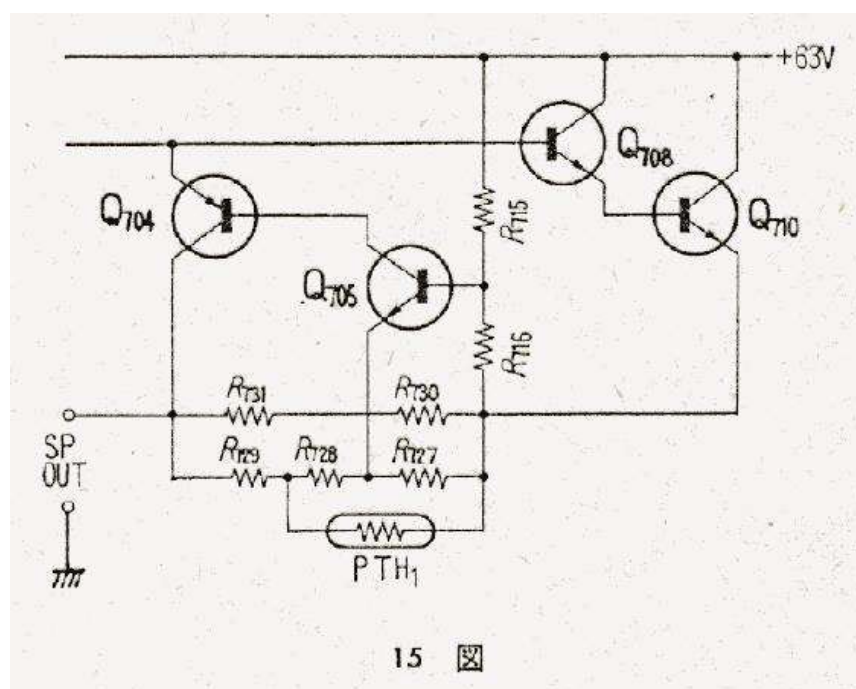 +63V
Q708
Q704
R715
Q710
Q705
R716
R731
R730
SP
OUT
R729
R728
R727
PTH1
15 図